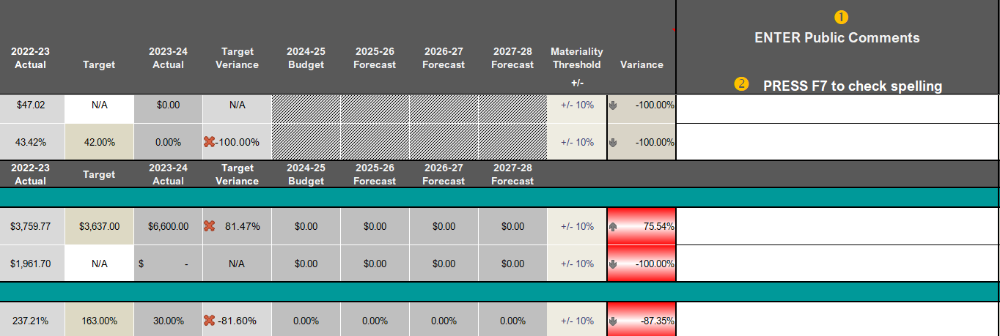 ❶
ENTER Public Comments
2022-23 Actual Target 2023-24 Actual Target Veriance 2024-25 Budget 2025-26 Forecast 2026-27 Forecast 2027-28 Forecast Materiality Threshold +/- Variance
❷ PRESS F7 to check spelling
$47.02 N/A $0.00 N/A +/- 10% -100.00%
43.42% 42.00% 0.00% -100.00% +/- 10% -100.00%
2022-23 Actual Target 2023-24 Actual Target Veriance 2024-25 Budget 2025-26 Forecast 2026-27 Forecast 2027-28 Forecast
$3,759.77 $3,637.00 $6,600.00 81.47% $0.00 $0.00 $0.00 $0.00 +/- 10% 75.54%
$1,961.70 N/A $ - N/A $0.00 $0.00 $0.00 $0.00 +/- 10% -100.00%
237.21% 163.00% 30.00% -81.60% 0.00% 0.00% 0.00% 0.00% +/- 10% -87.35%